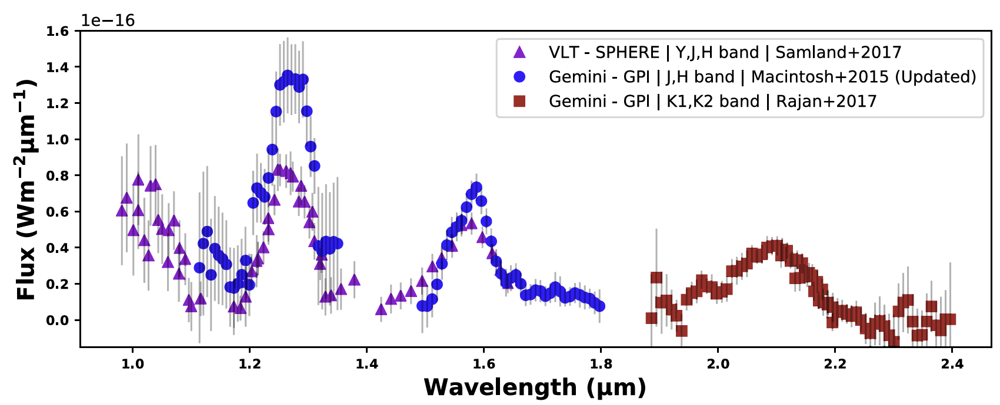 1e−16
1.6
1.4
1.2
1.0
0.8
0.6
0.4
0.2
0.0
Flux (Wm⁻²μm⁻¹)
VLT - SPHERE | Y,J,H band | Samland+2017
Gemini - GPI | J,H band | Macintosh+2015 (Updated)
Gemini - GPI | K1,K2 band | Rajan+2017
1.0 1.2 1.4 1.6 1.8 2.0 2.2 2.4
Wavelength (μm)